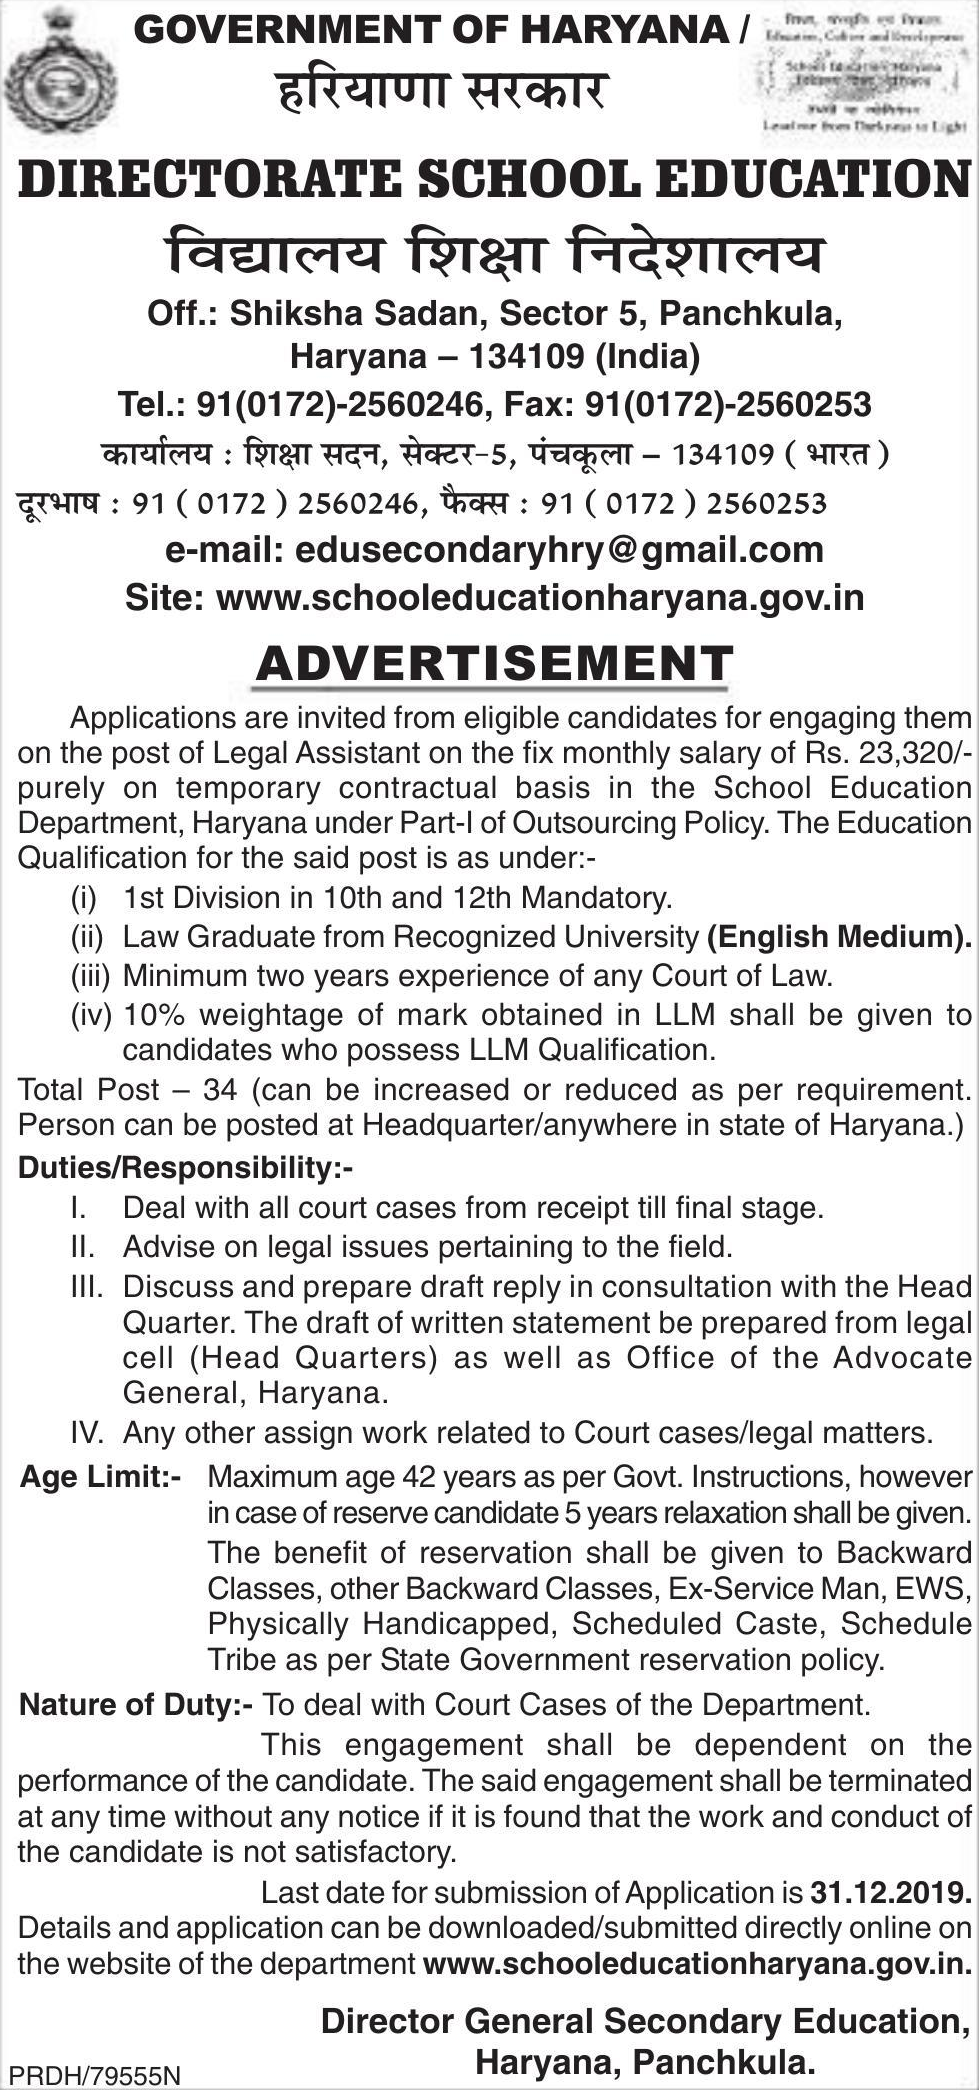 GOVERNMENT OF HARYANA /
हरियाणा सरकार
Education, Culture and Development
School Education Haryana
Lead me from Darkness to Light
DIRECTORATE SCHOOL EDUCATION
विद्यालय शिक्षा निदेशालय
Off.: Shiksha Sadan, Sector 5, Panchkula,
Haryana – 134109 (India)
Tel.: 91(0172)-2560246, Fax: 91(0172)-2560253
कार्यालय : शिक्षा सदन, सेक्टर-5, पंचकूला – 134109 ( भारत )
दूरभाष : 91 ( 0172 ) 2560246, फैक्स : 91 ( 0172 ) 2560253
e-mail: edusecondaryhry@gmail.com
Site: www.schooleducationharyana.gov.in
ADVERTISEMENT
Applications are invited from eligible candidates for engaging them
on the post of Legal Assistant on the fix monthly salary of Rs. 23,320/-
purely on temporary contractual basis in the School Education
Department, Haryana under Part-I of Outsourcing Policy. The Education
Qualification for the said post is as under:-
(i) 1st Division in 10th and 12th Mandatory.
(ii) Law Graduate from Recognized University (English Medium).
(iii) Minimum two years experience of any Court of Law.
(iv) 10% weightage of mark obtained in LLM shall be given to
candidates who possess LLM Qualification.
Total Post – 34 (can be increased or reduced as per requirement.
Person can be posted at Headquarter/anywhere in state of Haryana.)
Duties/Responsibility:-
I. Deal with all court cases from receipt till final stage.
II. Advise on legal issues pertaining to the field.
III. Discuss and prepare draft reply in consultation with the Head
Quarter. The draft of written statement be prepared from legal
cell (Head Quarters) as well as Office of the Advocate
General, Haryana.
IV. Any other assign work related to Court cases/legal matters.
Age Limit:- Maximum age 42 years as per Govt. Instructions, however
in case of reserve candidate 5 years relaxation shall be given.
The benefit of reservation shall be given to Backward
Classes, other Backward Classes, Ex-Service Man, EWS,
Physically Handicapped, Scheduled Caste, Schedule
Tribe as per State Government reservation policy.
Nature of Duty:- To deal with Court Cases of the Department.
This engagement shall be dependent on the
performance of the candidate. The said engagement shall be terminated
at any time without any notice if it is found that the work and conduct of
the candidate is not satisfactory.
Last date for submission of Application is 31.12.2019.
Details and application can be downloaded/submitted directly online on
the website of the department www.schooleducationharyana.gov.in.
Director General Secondary Education,
Haryana, Panchkula.
PRDH/79555N